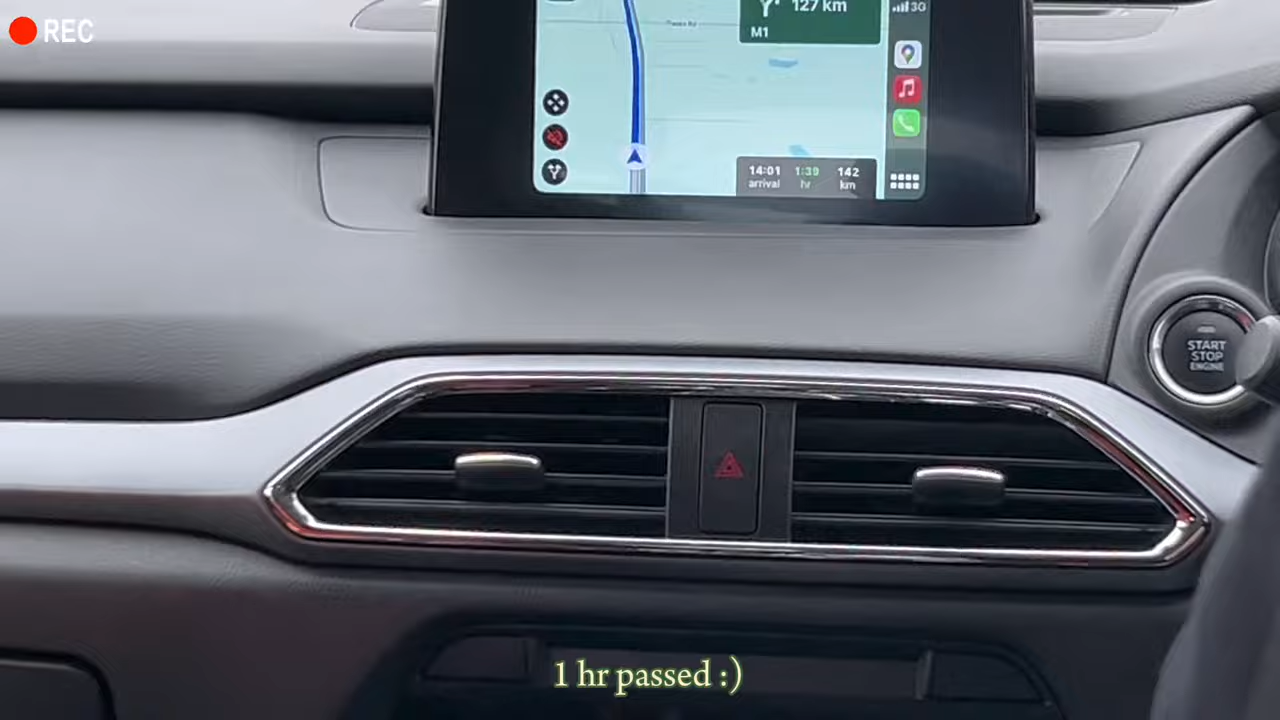 REC
127 km
M1
3G
14:01 1:39 142
arrival hr km
START
STOP
ENGINE
1 hr passed :)